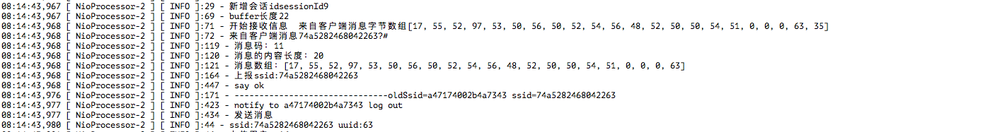 08:14:43,967 [ NioProcessor-2 ] [ INFO ]:29 - 新增会话idsessionId9
08:14:43,967 [ NioProcessor-2 ] [ INFO ]:69 - buffer长度22
08:14:43,968 [ NioProcessor-2 ] [ INFO ]:71 - 开始接收信息  来自客户端消息字节数组[17, 55, 52, 97, 53, 50, 56, 50, 52, 54, 56, 48, 52, 50, 50, 54, 51, 0, 0, 0, 63, 35]
08:14:43,968 [ NioProcessor-2 ] [ INFO ]:72 - 来自客户端消息74a5282468042263?#
08:14:43,968 [ NioProcessor-2 ] [ INFO ]:119 - 消息码: 11
08:14:43,968 [ NioProcessor-2 ] [ INFO ]:120 - 消息的内容长度: 20
08:14:43,968 [ NioProcessor-2 ] [ INFO ]:121 - 消息数组: [17, 55, 52, 97, 53, 50, 56, 50, 52, 54, 56, 48, 52, 50, 50, 54, 51, 0, 0, 0, 63]
08:14:43,968 [ NioProcessor-2 ] [ INFO ]:164 - 上报ssid:74a5282468042263
08:14:43,968 [ NioProcessor-2 ] [ INFO ]:447 - say ok
08:14:43,976 [ NioProcessor-2 ] [ INFO ]:171 - -------------------------------oldSsid=a47174002b4a7343 ssid=74a5282468042263
08:14:43,977 [ NioProcessor-2 ] [ INFO ]:423 - notify to a47174002b4a7343 log out
08:14:43,977 [ NioProcessor-2 ] [ INFO ]:434 - 发送消息
08:14:43,980 [ NioProcessor-2 ] [ INFO ]:44 - ssid:74a5282468042263 uuid:63